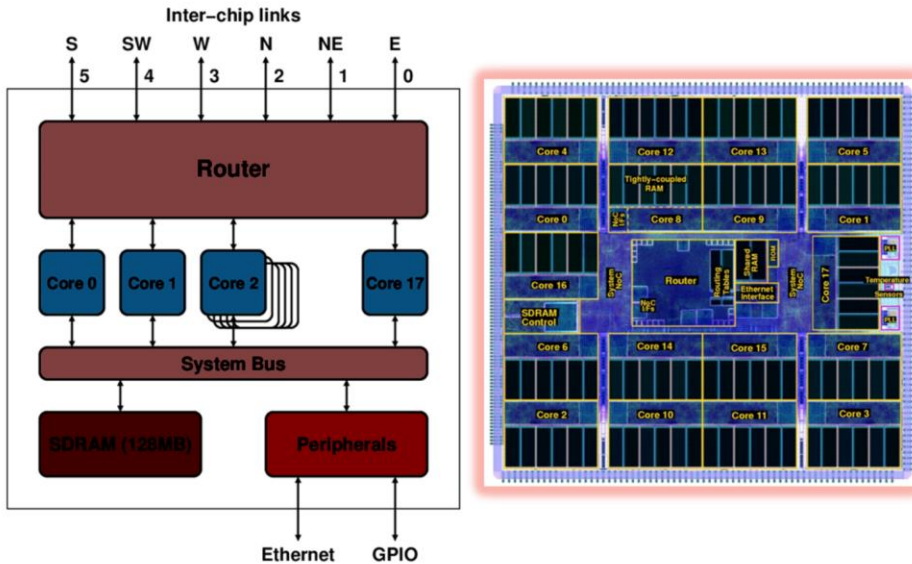 Inter-chip links
S SW W N NE E
5 4 3 2 1 0
Router
Core 0 Core 1 Core 2 Core 17
System Bus
SDRAM (128MB)
Peripherals
Ethernet GPIO
Core 4 Core 12 Core 13 Core 5
Tightly-coupled
RAM
Core 0 NoC I/Fs Core 8 Core 9 Core 1
Core 16
SDRAM
Control
System
NoC
Router
NoC
I/Fs
Routing
Tables
Shared
RAM
ROM
Ethernet
Interface
System
NoC
Core 17
PLL
Temperature
Sensors
PLL
Core 6 Core 14 Core 15 Core 7
Core 2 Core 10 Core 11 Core 3